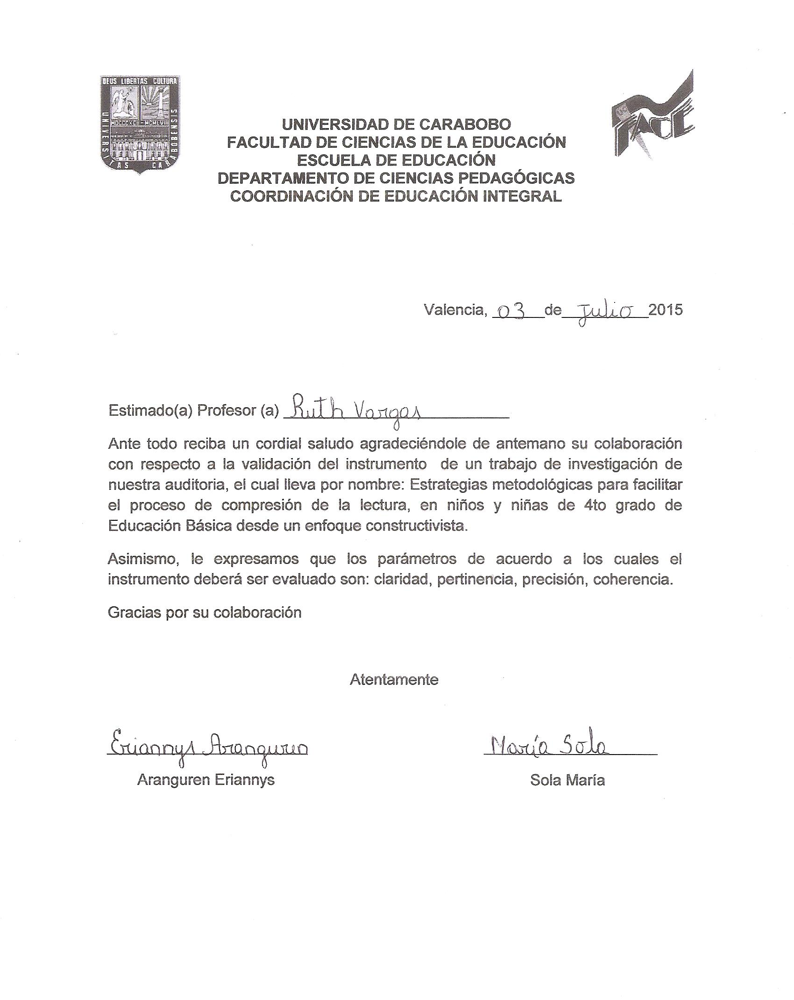 DEUS LIBERTAS CULTURA
MDCCCXCII - MCMLVIII
UNIVERSITAS CARABOBENSIS
FACE
UNIVERSIDAD DE CARABOBO
FACULTAD DE CIENCIAS DE LA EDUCACIÓN
ESCUELA DE EDUCACIÓN
DEPARTAMENTO DE CIENCIAS PEDAGÓGICAS
COORDINACIÓN DE EDUCACIÓN INTEGRAL
Valencia, 03 de Julio 2015
Estimado(a) Profesor (a) Ruth Vargas
Ante todo reciba un cordial saludo agradeciéndole de antemano su colaboración
con respecto a la validación del instrumento de un trabajo de investigación de
nuestra auditoria, el cual lleva por nombre: Estrategias metodológicas para facilitar
el proceso de compresión de la lectura, en niños y niñas de 4to grado de
Educación Básica desde un enfoque constructivista.
Asimismo, le expresamos que los parámetros de acuerdo a los cuales el
instrumento deberá ser evaluado son: claridad, pertinencia, precisión, coherencia.
Gracias por su colaboración
Atentamente
Eriannys Aranguren María Sola
Aranguren Eriannys Sola María